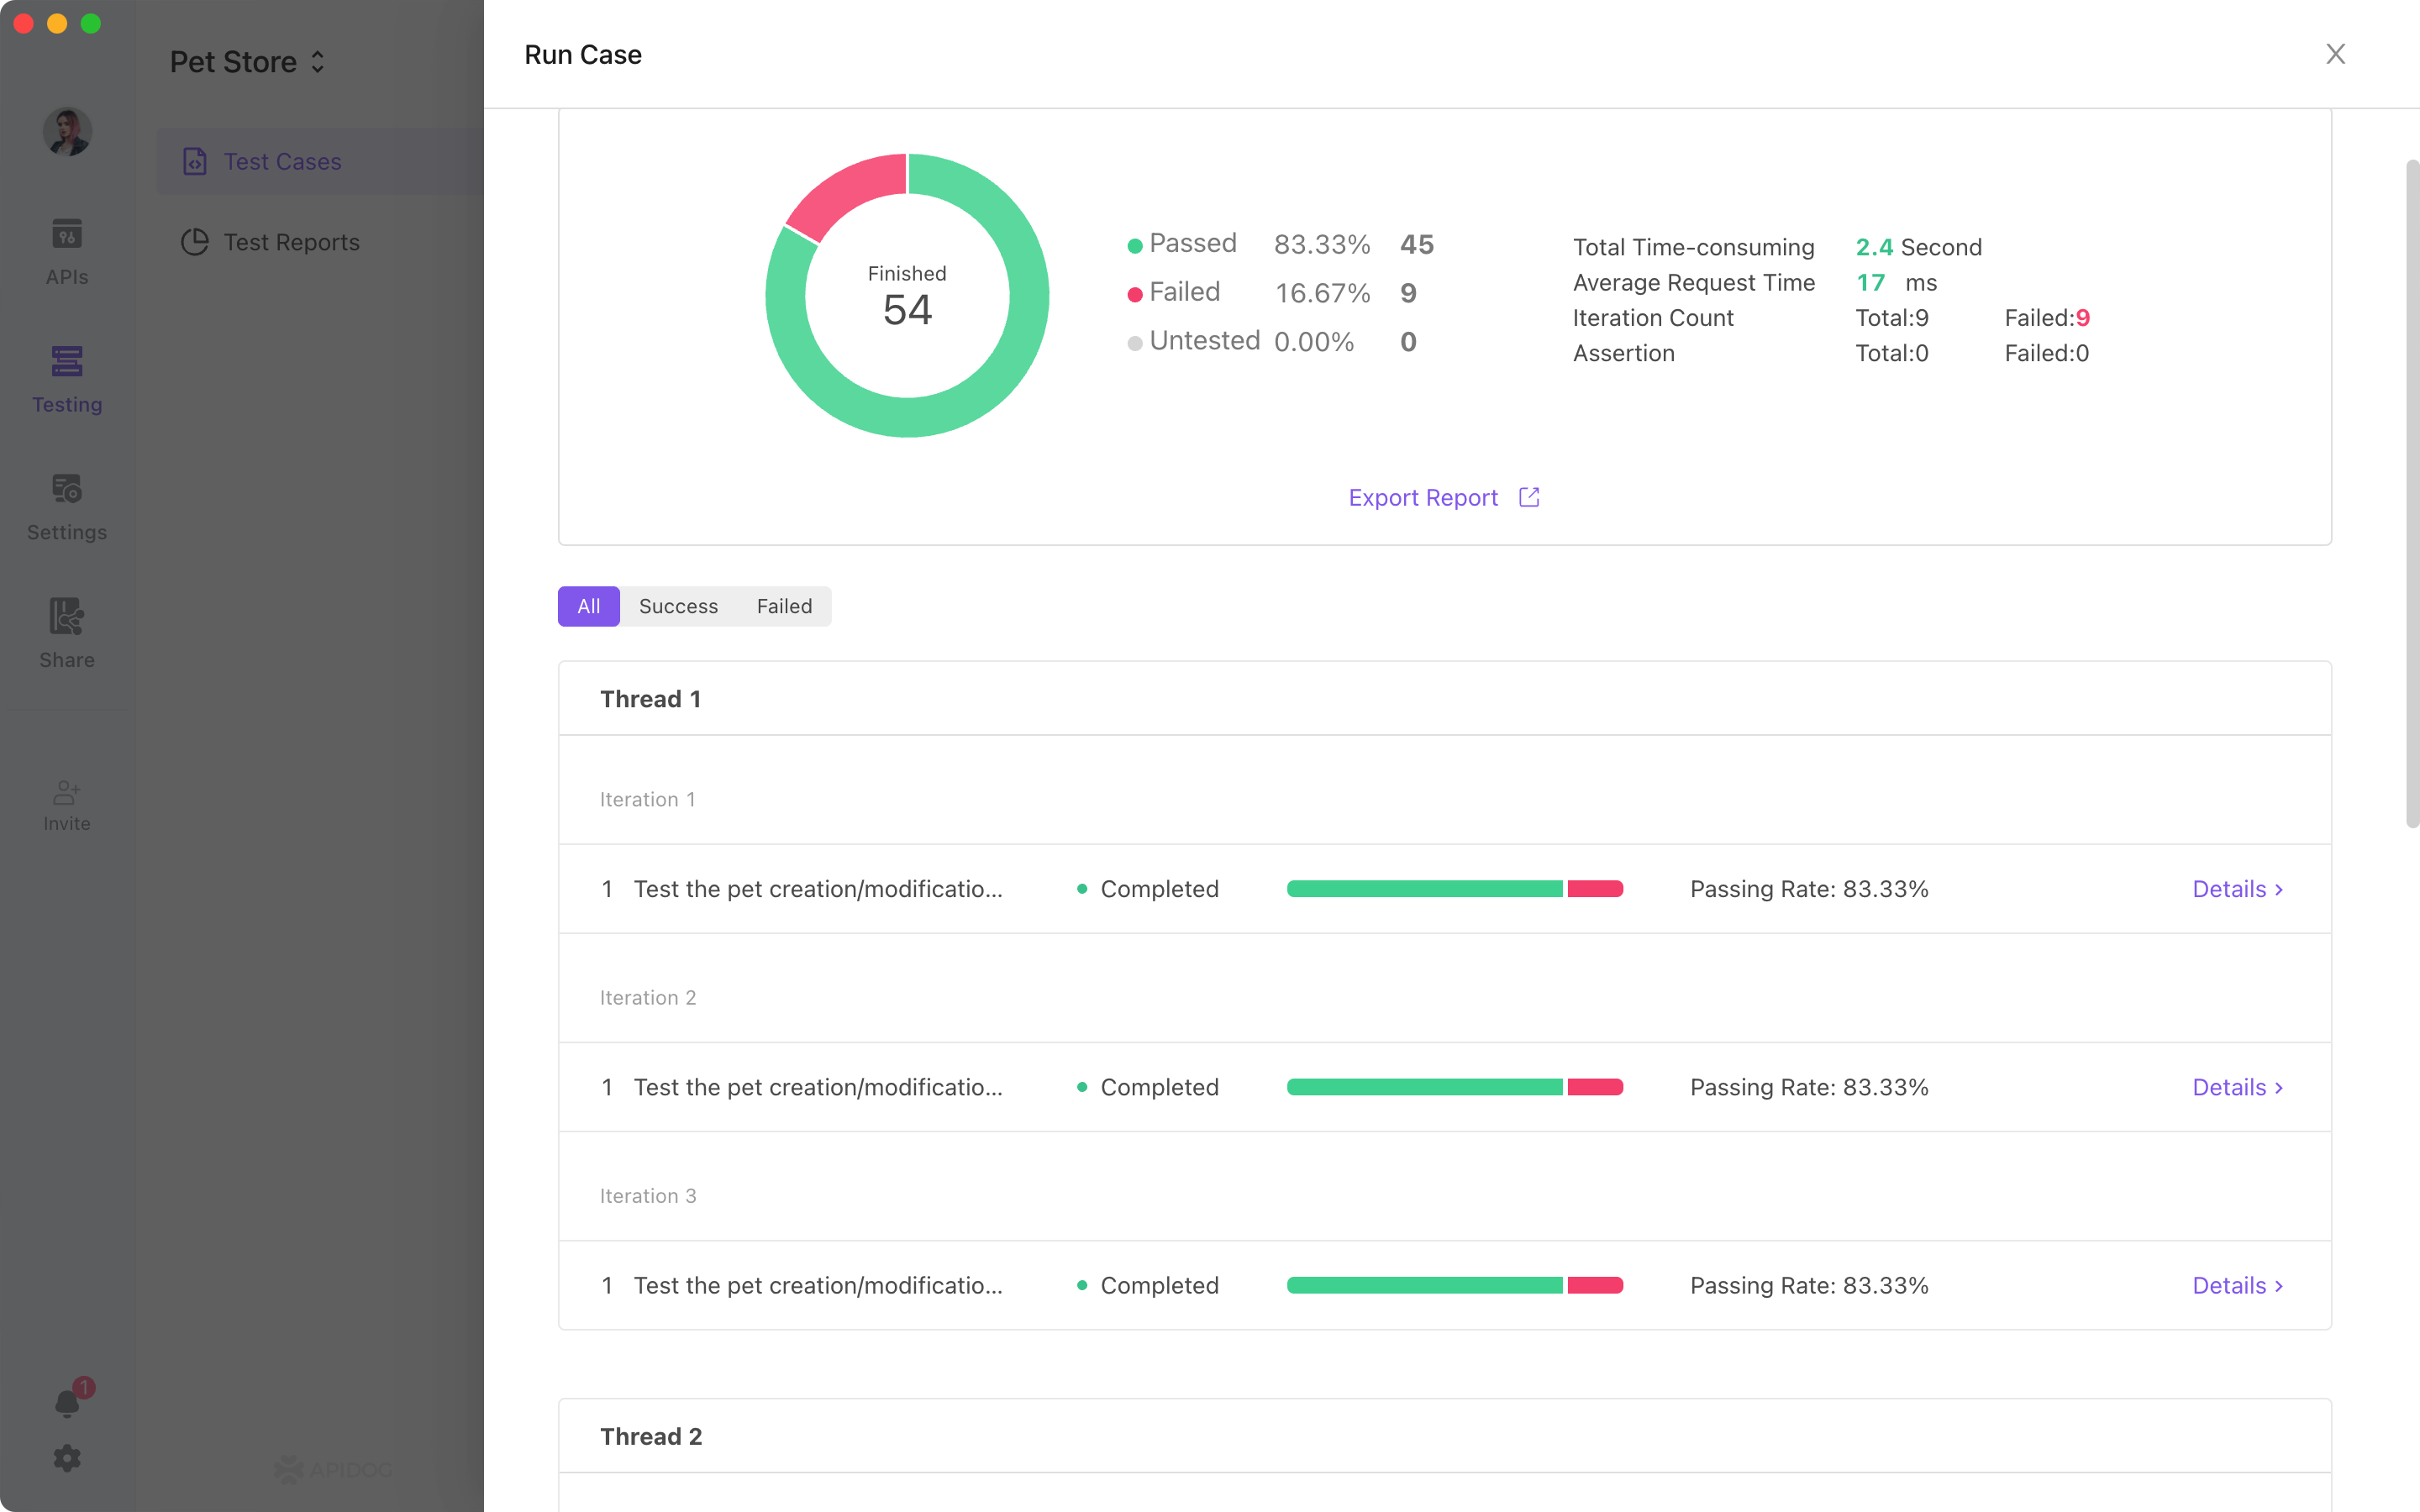 Pet Store
APIs
Testing
Settings
Share
Invite
1
Test Cases
Test Reports
APIDOG
Run Case
Finished
54
Passed 83.33% 45
Failed 16.67% 9
Untested 0.00% 0
Total Time-consuming 2.4 Second
Average Request Time 17 ms
Iteration Count Total:9 Failed:9
Assertion Total:0 Failed:0
Export Report
All Success Failed
Thread 1
Iteration 1
1 Test the pet creation/modificatio... Completed Passing Rate: 83.33% Details >
Iteration 2
1 Test the pet creation/modificatio... Completed Passing Rate: 83.33% Details >
Iteration 3
1 Test the pet creation/modificatio... Completed Passing Rate: 83.33% Details >
Thread 2